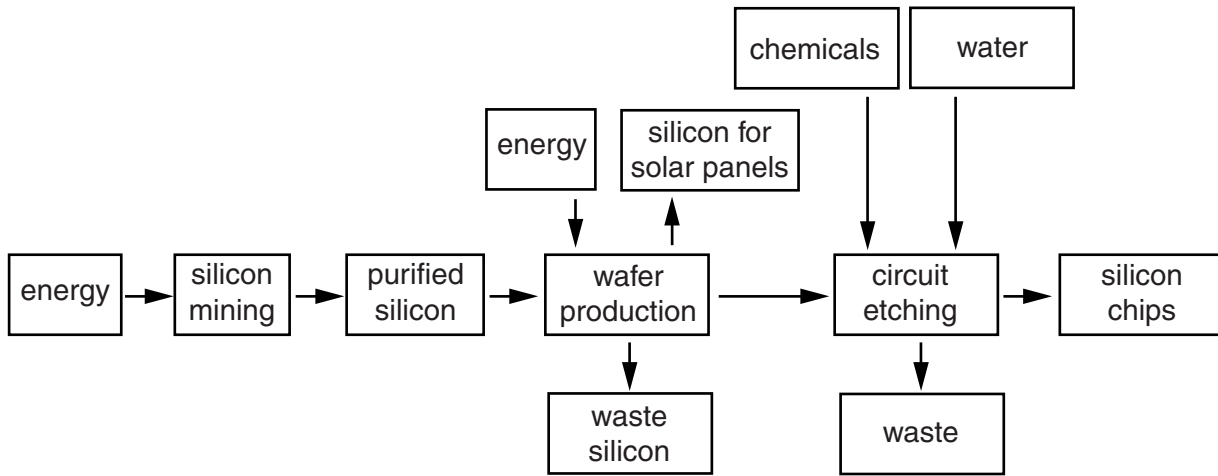 chemicals
water
energy
silicon for
solar panels
energy
silicon
mining
purified
silicon
wafer
production
circuit
etching
silicon
chips
waste
silicon
waste